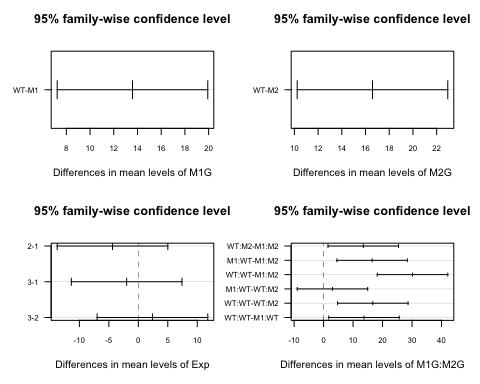 95% family-wise confidence level
95% family-wise confidence level
WT-M1
WT-M2
8 10 12 14 16 18 20
10 12 14 16 18 20 22
Differences in mean levels of M1G
Differences in mean levels of M2G
95% family-wise confidence level
95% family-wise confidence level
2-1
3-1
3-2
WT:M2-M1:M2
M1:WT-M1:M2
WT:WT-M1:M2
M1:WT-WT:M2
WT:WT-WT:M2
WT:WT-M1:WT
-10 -5 0 5 10
-10 0 10 20 30 40
Differences in mean levels of Exp
Differences in mean levels of M1G:M2G